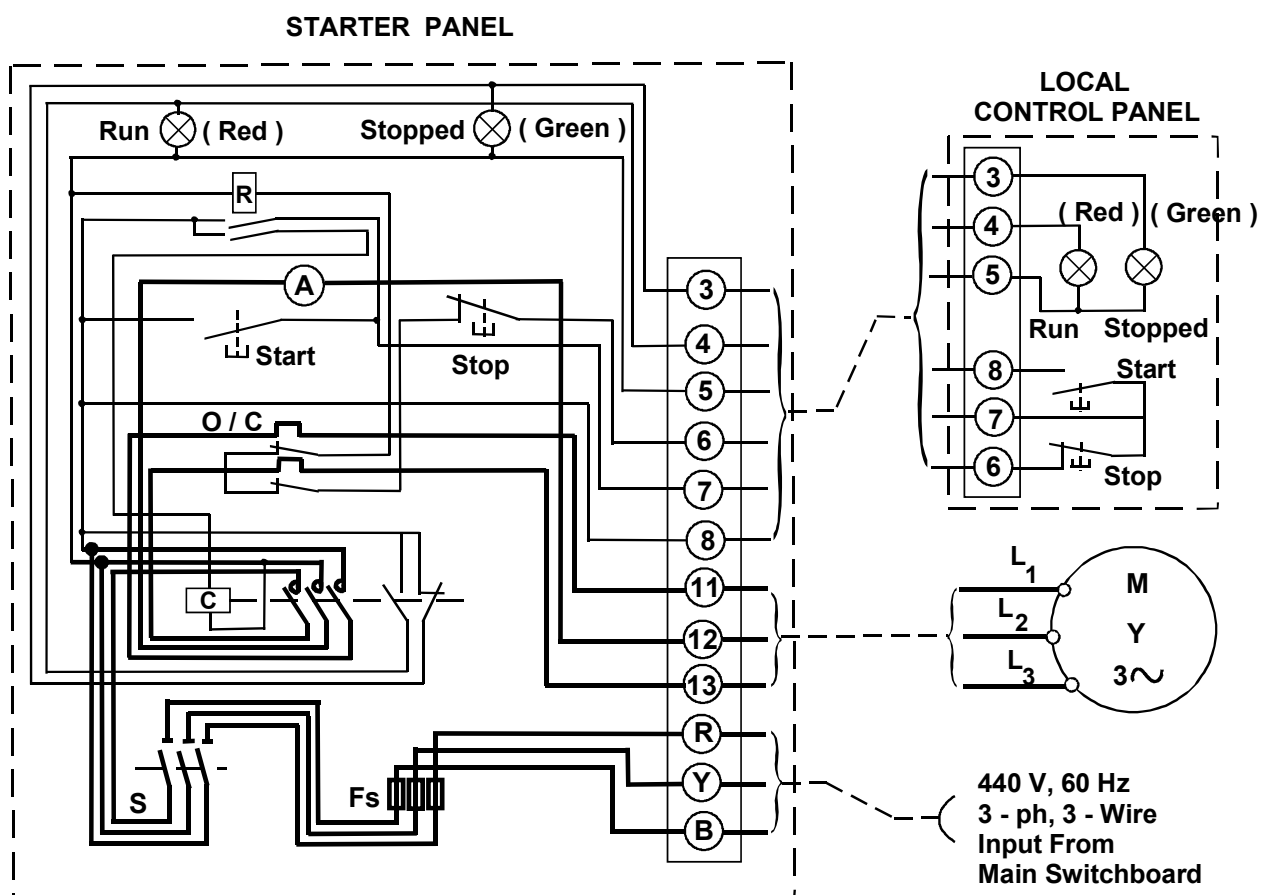 STARTER PANEL
Run ( Red ) Stopped ( Green )
R
A
Start
Stop
O / C
C
S
Fs
3
4
5
6
7
8
11
12
13
R
Y
B
LOCAL
CONTROL PANEL
3
4
5
8
7
6
( Red ) ( Green )
Run Stopped
Start
Stop
L1
L2
L3
M
Y
3~
440 V, 60 Hz
3 - ph, 3 - Wire
Input From
Main Switchboard